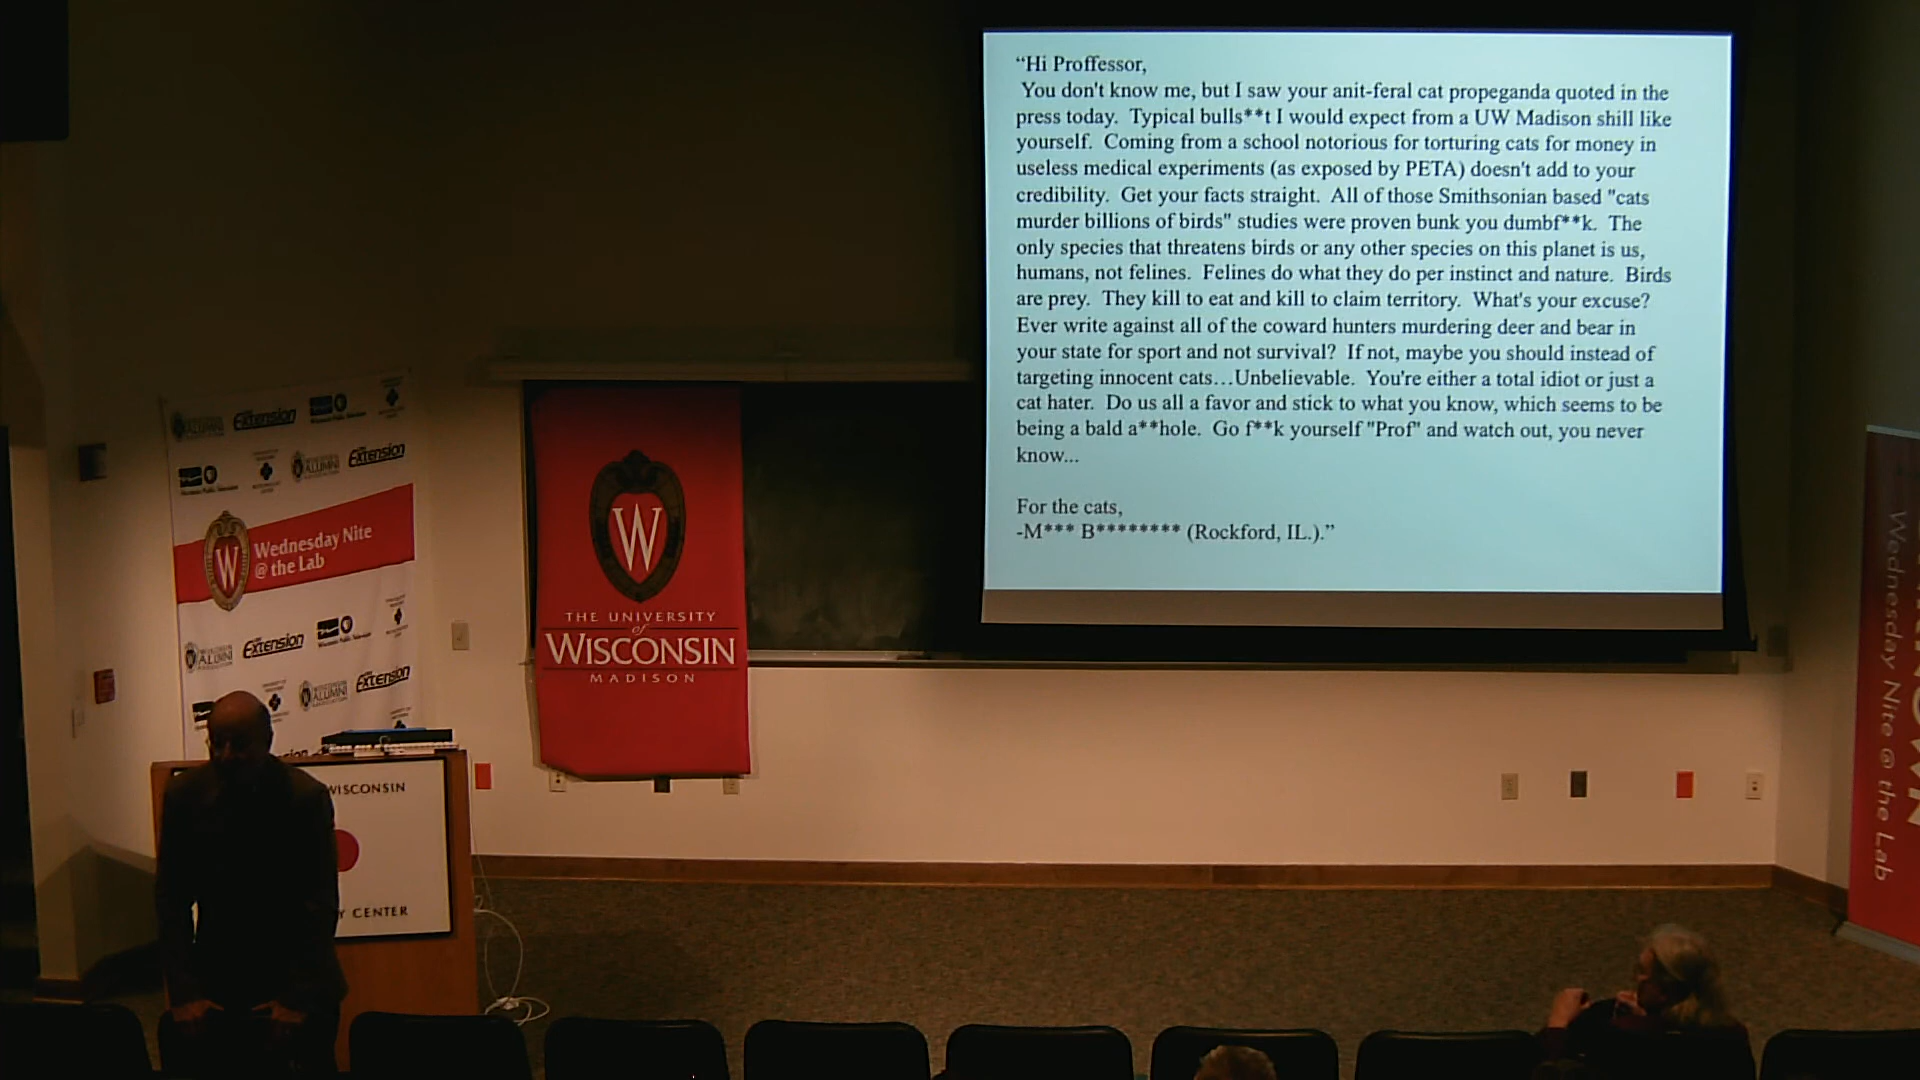 “Hi Proffessor,
You don't know me, but I saw your anit-feral cat propeganda quoted in the
press today. Typical bulls**t I would expect from a UW Madison shill like
yourself. Coming from a school notorious for torturing cats for money in
useless medical experiments (as exposed by PETA) doesn't add to your
credibility. Get your facts straight. All of those Smithsonian based "cats
murder billions of birds" studies were proven bunk you dumbf**k. The
only species that threatens birds or any other species on this planet is us,
humans, not felines. Felines do what they do per instinct and nature. Birds
are prey. They kill to eat and kill to claim territory. What's your excuse?
Ever write against all of the coward hunters murdering deer and bear in
your state for sport and not survival? If not, maybe you should instead of
targeting innocent cats…Unbelievable. You're either a total idiot or just a
cat hater. Do us all a favor and stick to what you know, which seems to be
being a bald a**hole. Go f**k yourself "Prof" and watch out, you never
know...
For the cats,
-M*** B******** (Rockford, IL.).”
ALUMNI
Extension
ALUMNI
Extension
W
Wednesday Nite
@ the Lab
ALUMNI
Extension
ALUMNI
Extension
W
THE UNIVERSITY
of
WISCONSIN
MADISON
WISCONSIN
CENTER
Wednesday Nite @ the Lab